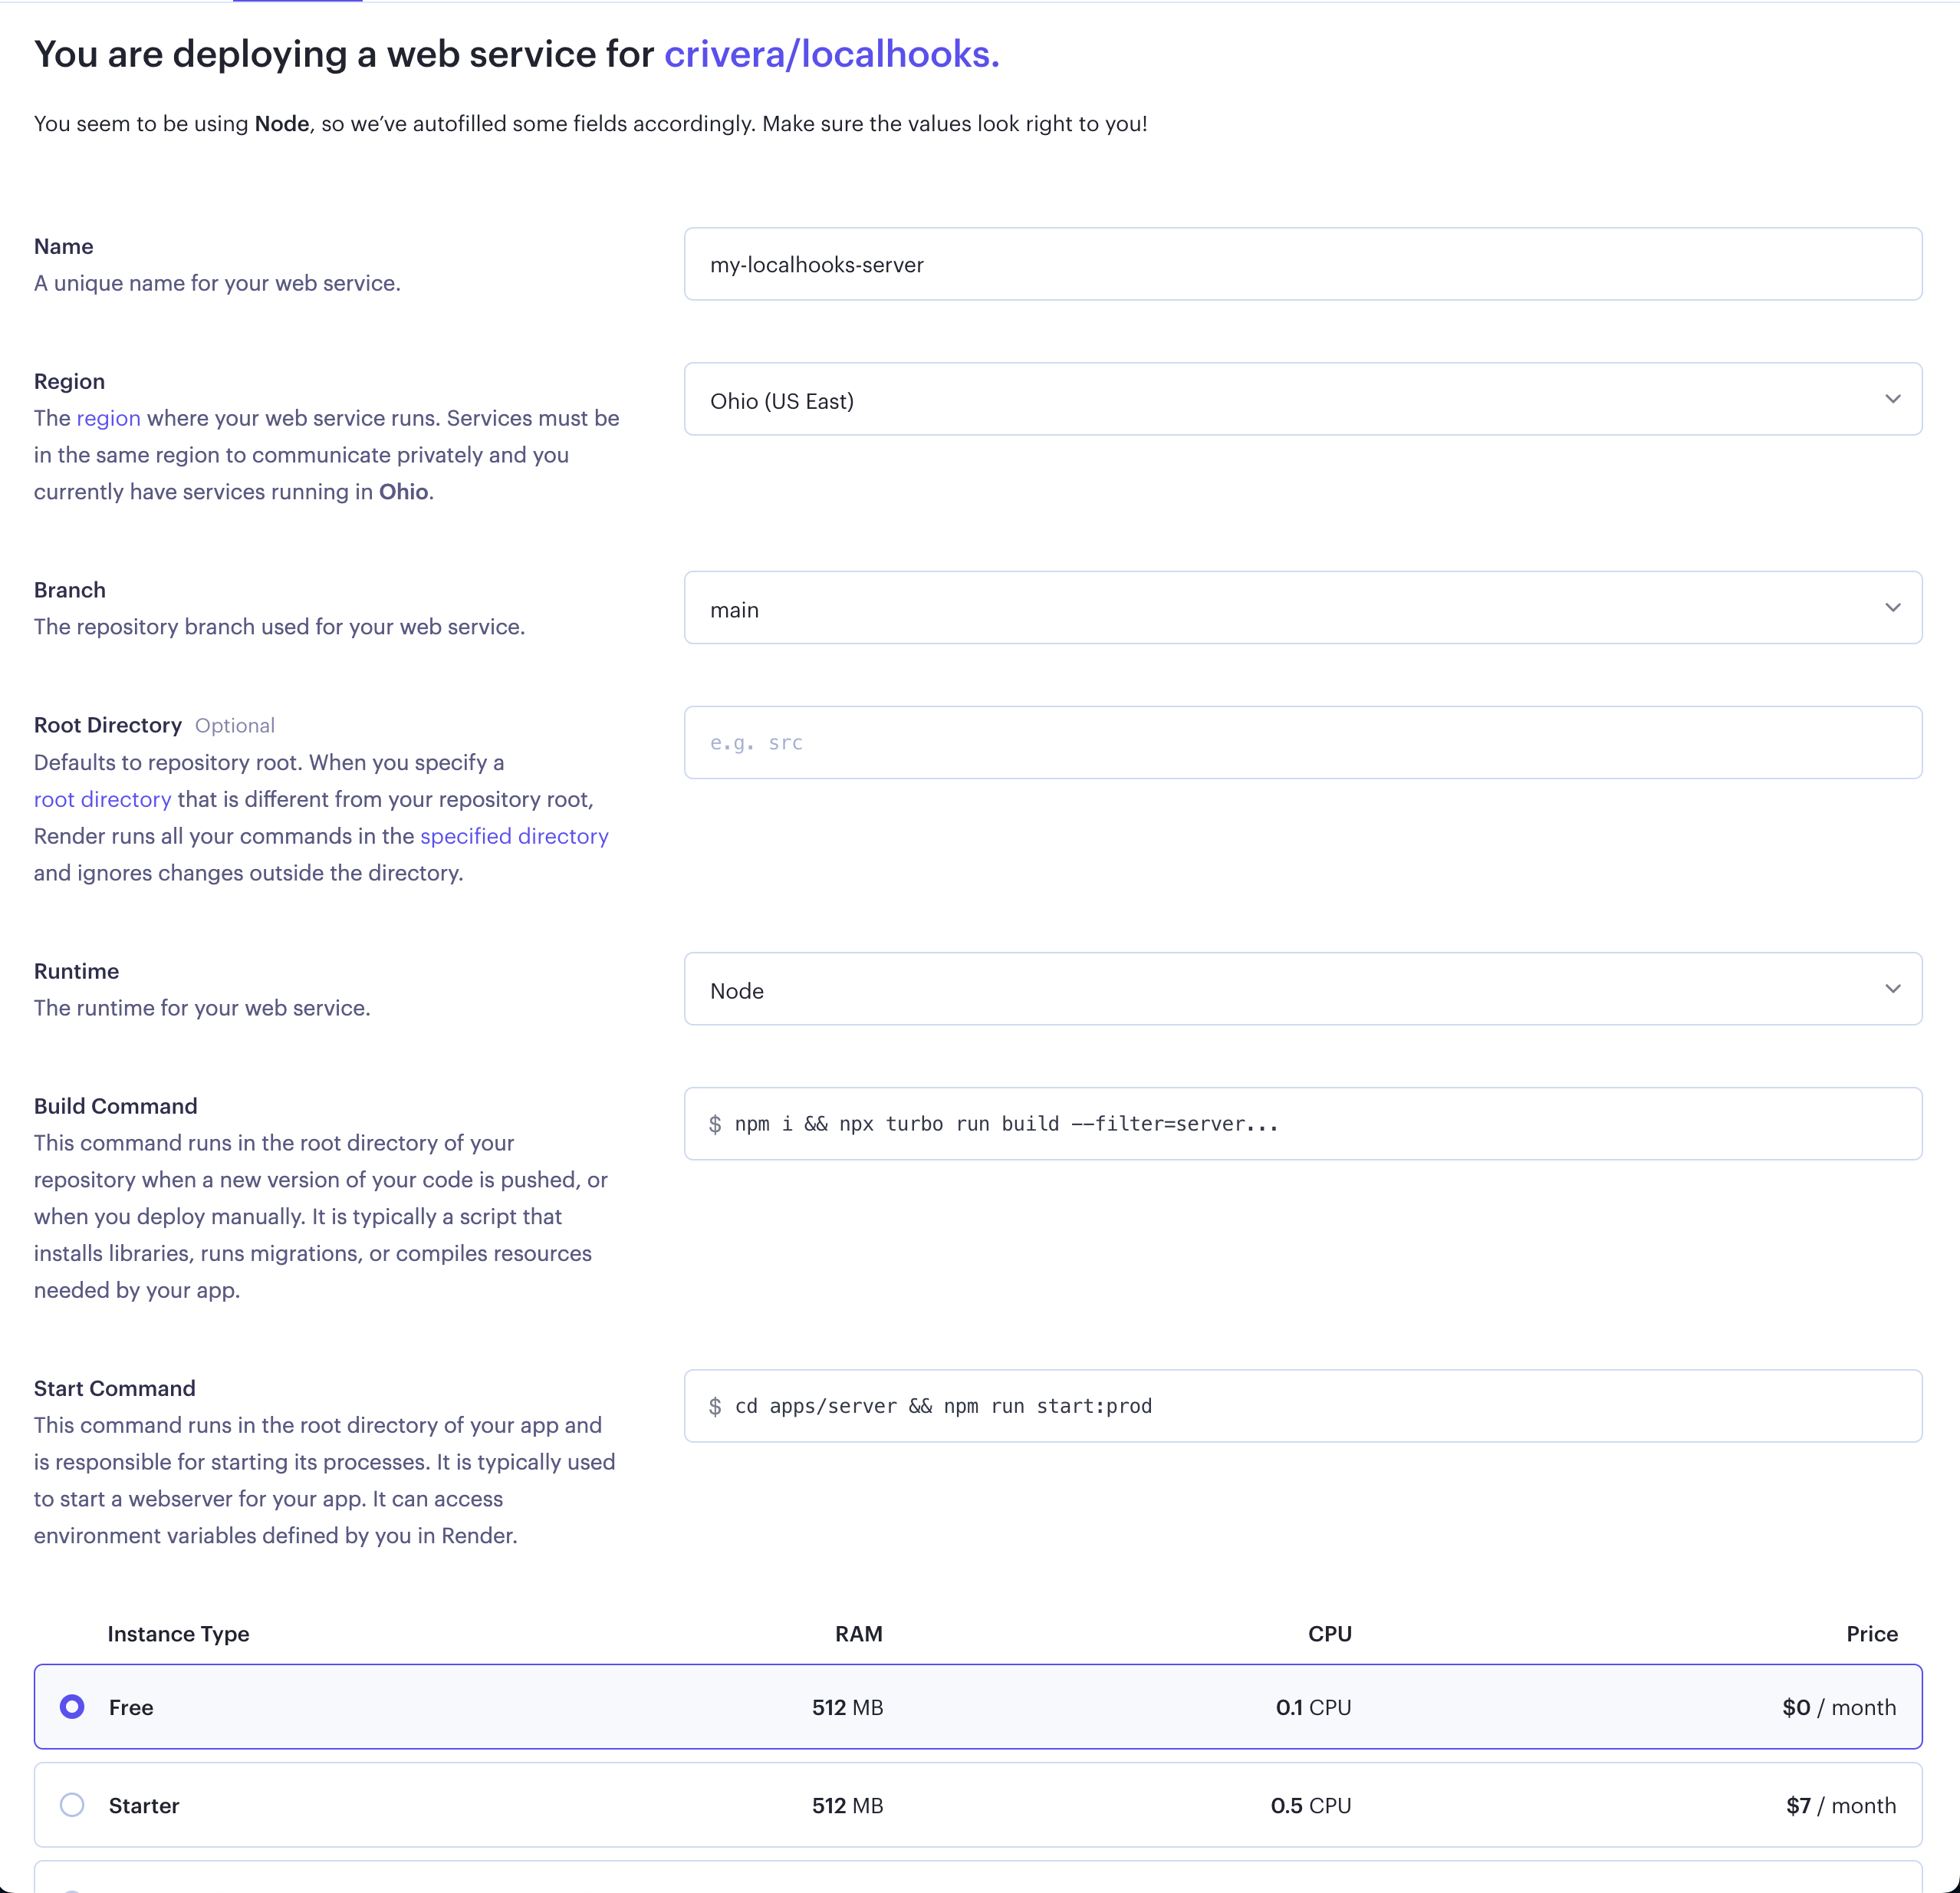 You are deploying a web service for crivera/localhooks.
You seem to be using Node, so we’ve autofilled some fields accordingly. Make sure the values look right to you!
Name
A unique name for your web service.
my-localhooks-server
Region
The region where your web service runs. Services must be
in the same region to communicate privately and you
currently have services running in Ohio.
Ohio (US East)
Branch
The repository branch used for your web service.
main
Root Directory Optional
Defaults to repository root. When you specify a
root directory that is different from your repository root,
Render runs all your commands in the specified directory
and ignores changes outside the directory.
e.g. src
Runtime
The runtime for your web service.
Node
Build Command
This command runs in the root directory of your
repository when a new version of your code is pushed, or
when you deploy manually. It is typically a script that
installs libraries, runs migrations, or compiles resources
needed by your app.
$ npm i && npx turbo run build --filter=server...
Start Command
This command runs in the root directory of your app and
is responsible for starting its processes. It is typically used
to start a webserver for your app. It can access
environment variables defined by you in Render.
$ cd apps/server && npm run start:prod
Instance Type RAM CPU Price
Free 512 MB 0.1 CPU $0 / month
Starter 512 MB 0.5 CPU $7 / month